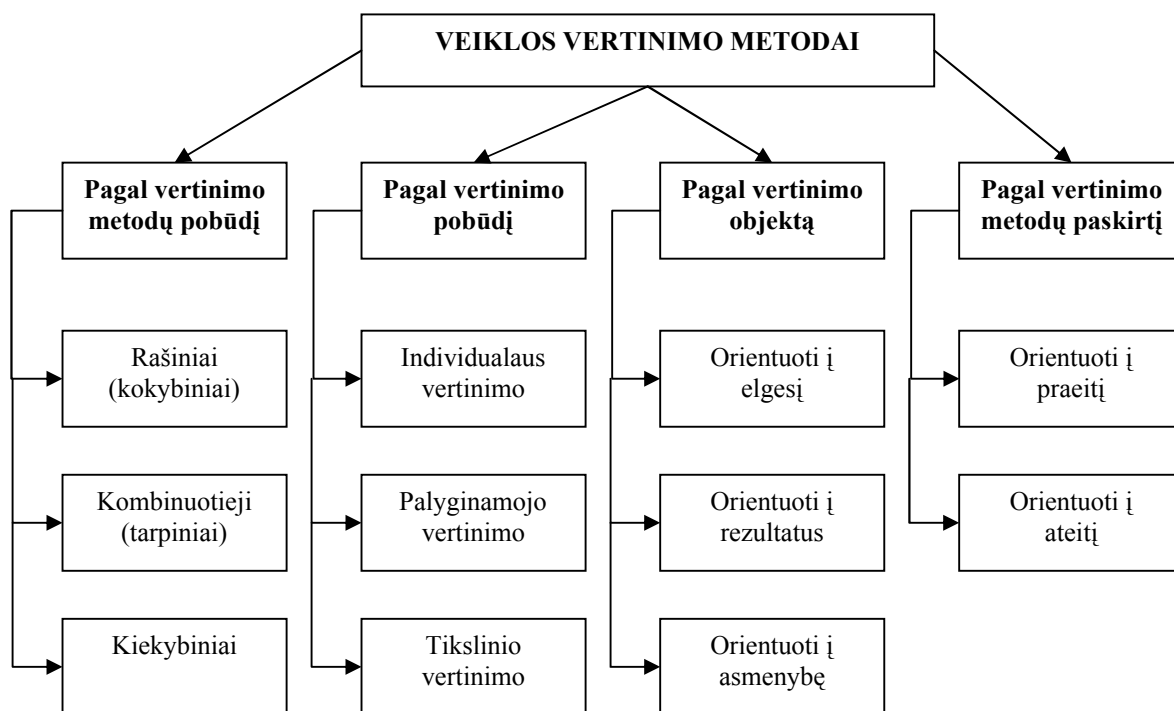 VEIKLOS VERTINIMO METODAI
Pagal vertinimo
metodų pobūdį
Pagal vertinimo
pobūdį
Pagal vertinimo
objektą
Pagal vertinimo
metodų paskirtį
Rašiniai
(kokybiniai)
Individualaus
vertinimo
Orientuoti į
elgesį
Orientuoti į
praeitį
Kombinuotieji
(tarpiniai)
Palyginamojo
vertinimo
Orientuoti į
rezultatus
Orientuoti į
ateitį
Kiekybiniai
Tikslinio
vertinimo
Orientuoti į
asmenybę